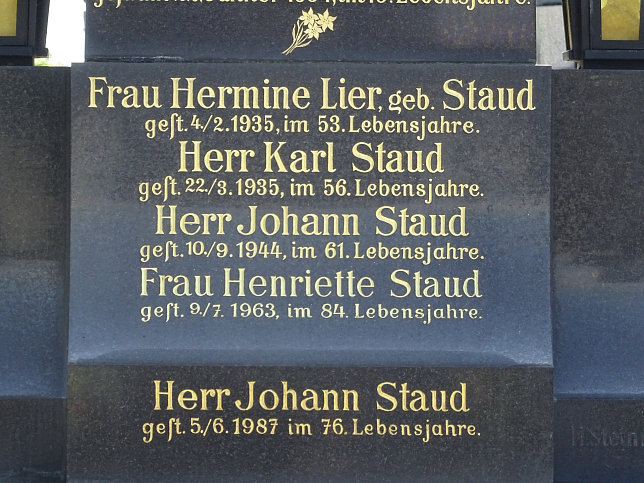 Lebensjahre.
Frau Hermine Lier, geb. Staud
gest. 4/2.1935, im 53. Lebensjahre.
Herr Karl Staud
gest. 22./3.1935, im 56. Lebensjahre.
Herr Johann Staud
gest. 10./9.1944, im 61. Lebensjahre.
Frau Henriette Staud
gest. 9./7. 1963, im 84. Lebensjahre.
Herr Johann Staud
gest. 5./6.1987 im 76. Lebensjahre.